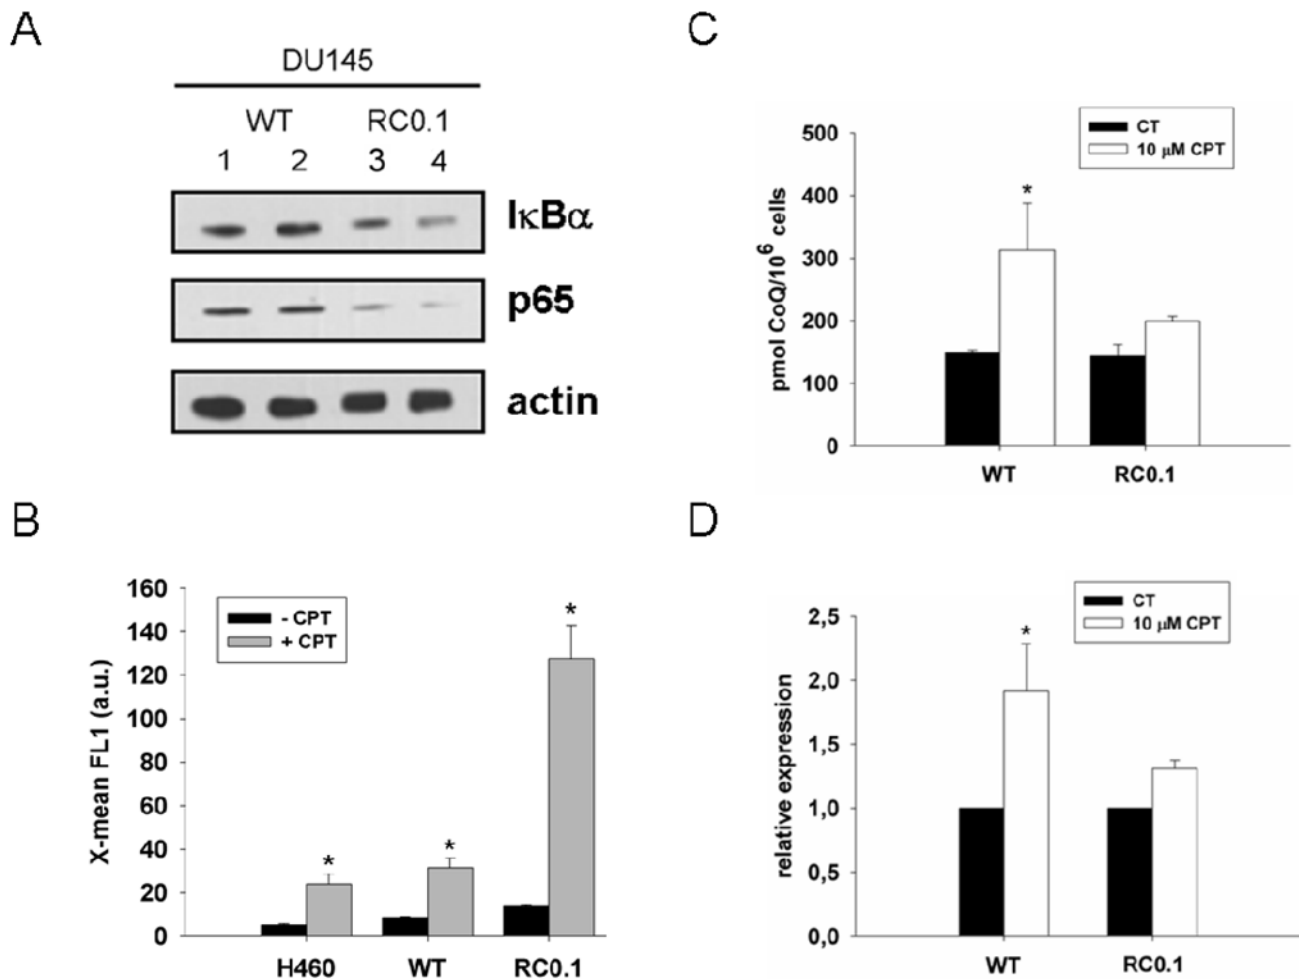 A
DU145
WT RC0.1
1 2 3 4
IκBα
p65
actin
B
160
140
120
100
80
60
40
20
0
X-mean FL1 (a.u.)
- CPT
+ CPT
*
*
*
H460 WT RC0.1
C
500
400
300
200
100
0
pmol CoQ/10⁶ cells
CT
10 μM CPT
*
WT RC0.1
D
2,5
2,0
1,5
1,0
0,5
0,0
relative expression
CT
10 μM CPT
*
WT RC0.1